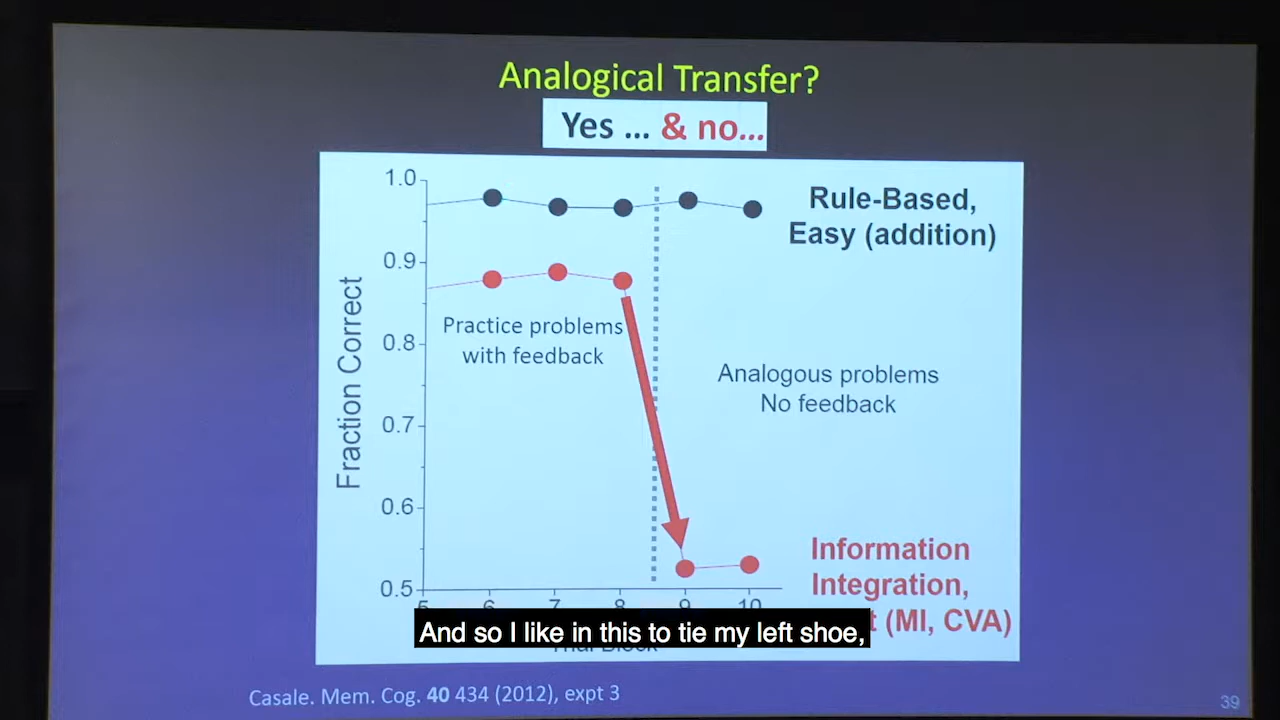 Analogical Transfer?
Yes ... & no...
1.0
0.9
0.8
0.7
0.6
0.5
Fraction Correct
Rule-Based,
Easy (addition)
Practice problems
with feedback
Analogous problems
No feedback
Information
Integration,
(MI, CVA)
5 6 7 8 9 10
And so I like in this to tie my left shoe,
Trial Block
Casale. Mem. Cog. 40 434 (2012), expt 3
39